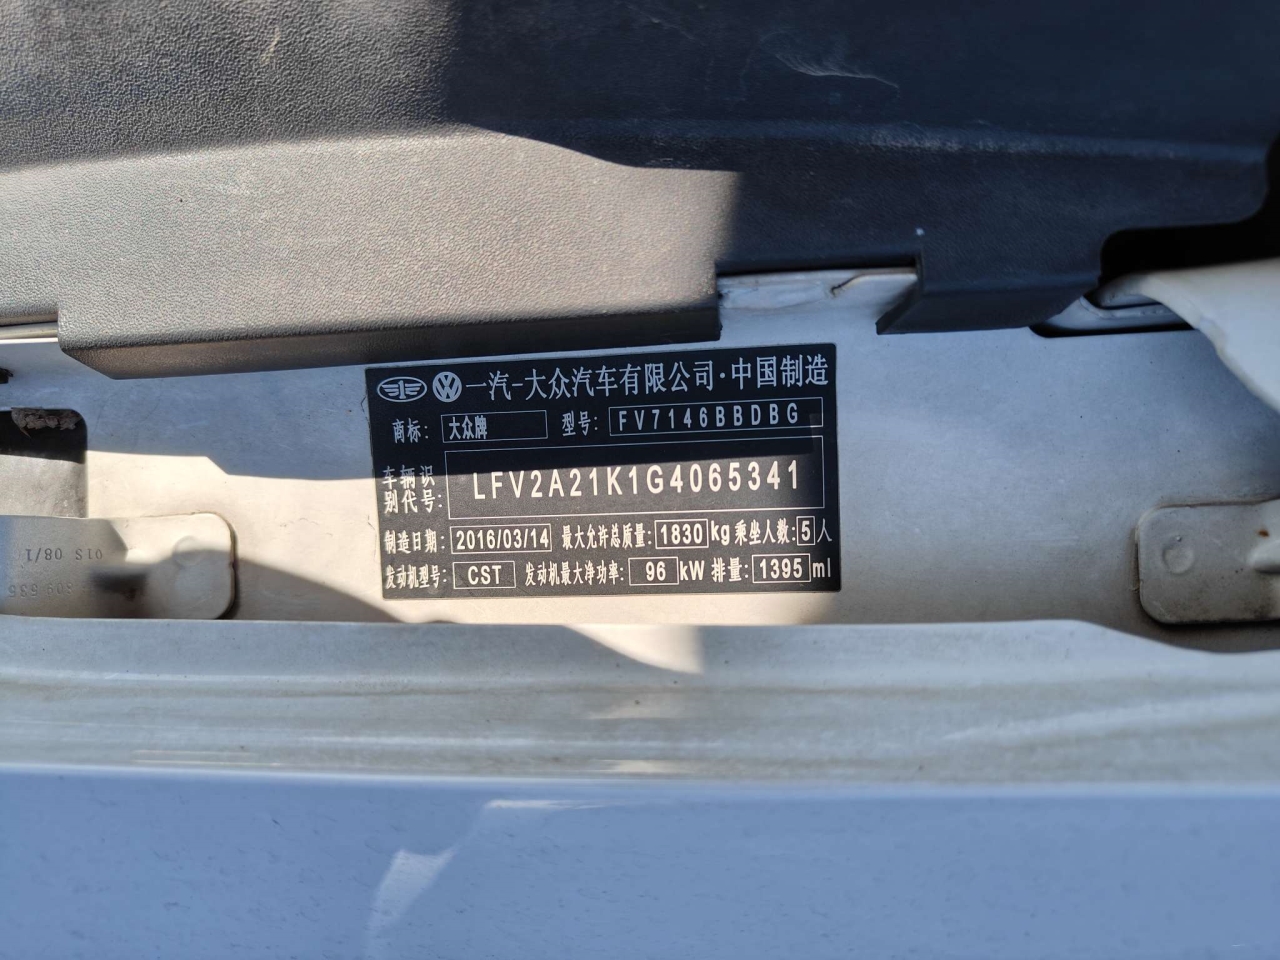 一汽-大众汽车有限公司·中国制造
商标: 大众牌 型号: FV7146BBDBG
车辆识别代号: LFV2A21K1G4065341
制造日期: 2016/03/14 最大允许总质量: 1830 kg 乘坐人数: 5 人
发动机型号: CST 发动机最大净功率: 96 kW 排量: 1395 ml
01S 08/1